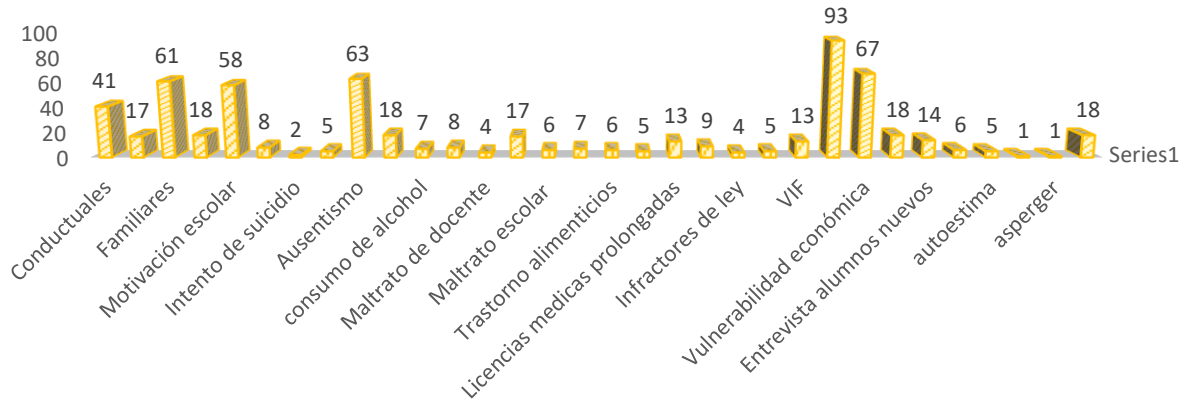 100
80
60
40
20
0
41
17
61
18
58
8
2
5
63
18
7
8
4
17
6
7
6
5
13
9
4
5
13
93
67
18
14
6
5
1
1
18
Series1
Conductuales
Familiares
Motivación escolar
Intento de suicidio
Ausentismo
consumo de alcohol
Maltrato de docente
Maltrato escolar
Trastorno alimenticios
Licencias medicas prolongadas
Infractores de ley
VIF
Vulnerabilidad económica
Entrevista alumnos nuevos
autoestima
asperger